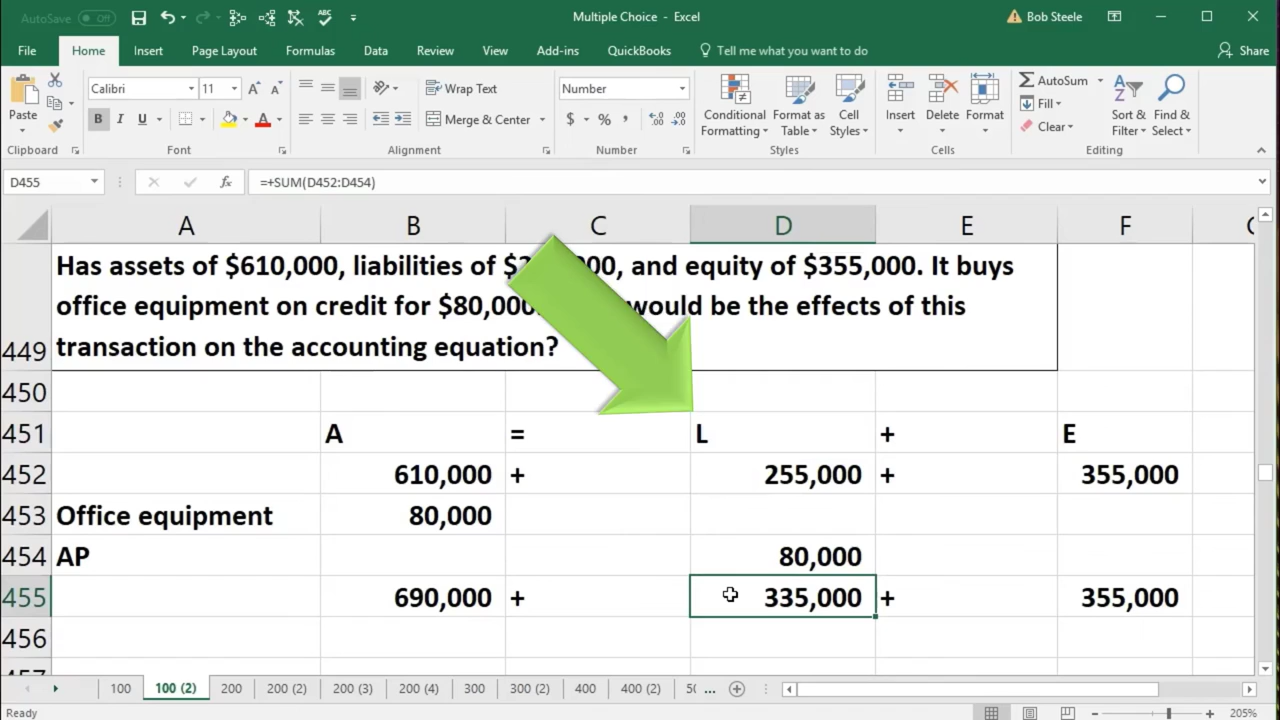 AutoSave Off
Multiple Choice - Excel
Bob Steele
File Home Insert Page Layout Formulas Data Review View Add-ins QuickBooks Tell me what you want to do Share
Calibri 11 Wrap Text Number AutoSum
Paste Conditional Format as Cell Insert Delete Format Fill Sort & Find &
B I U Merge & Center $ % , Formatting Table Styles Clear Filter Select
Clipboard Font Alignment Number Styles Cells Editing
D455 fx =+SUM(D452:D454)
A B C D E F
Has assets of $610,000, liabilities of 00, and equity of $355,000. It buys
office equipment on credit for $80,000 would be the effects of this
449 transaction on the accounting equation?
450
451 A = L + E
452 610,000 + 255,000 + 355,000
453 Office equipment 80,000
454 AP 80,000
455 690,000 + 335,000 + 355,000
456
100 100 (2) 200 200 (2) 200 (3) 200 (4) 300 300 (2) 400 400 (2) ...
Ready 205%